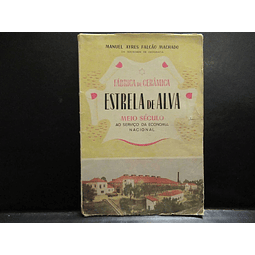 MANUEL AYRES FALCÃO MACHADO
FÁBRICA DE CERÂMICA
ESTRELA DE ALVA
MEIO SÉCULO
AO SERVIÇO DA ECONOMIA
NACIONAL